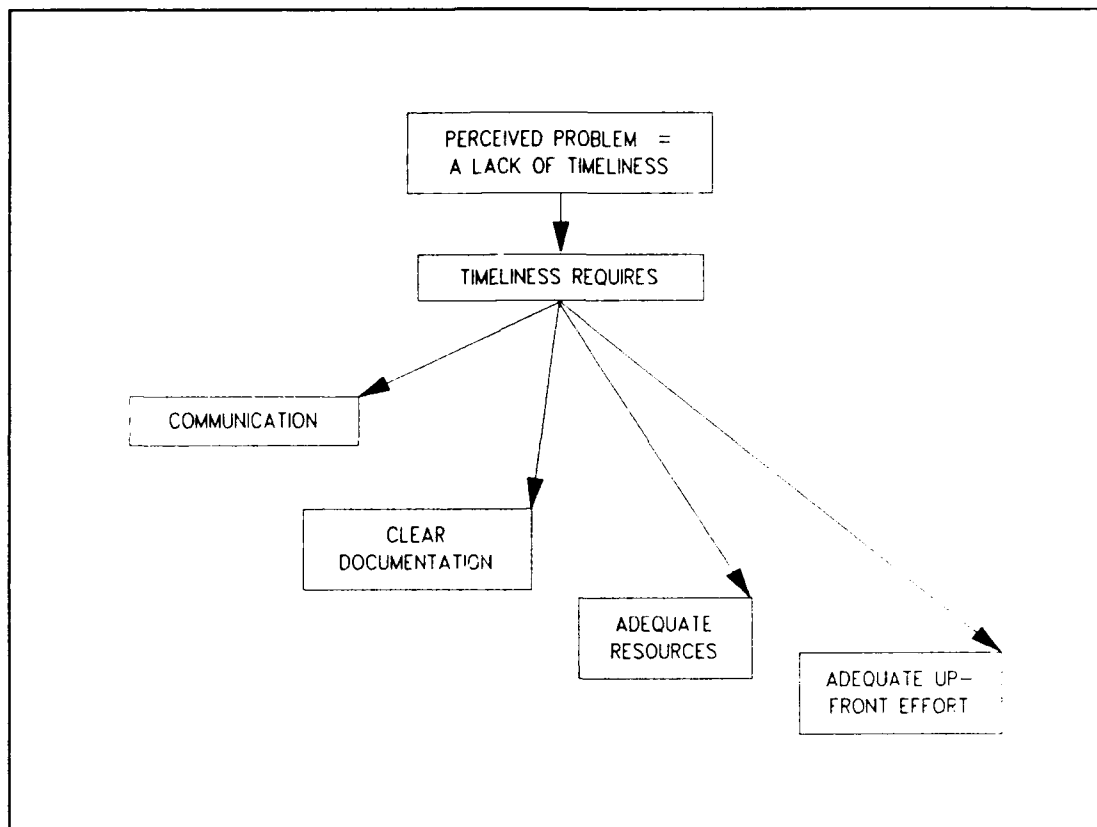 PERCEIVED PROBLEM =
A LACK OF TIMELINESS
TIMELINESS REQUIRES
COMMUNICATION
CLEAR
DOCUMENTATION
ADEQUATE
RESOURCES
ADEQUATE UP-
FRONT EFFORT